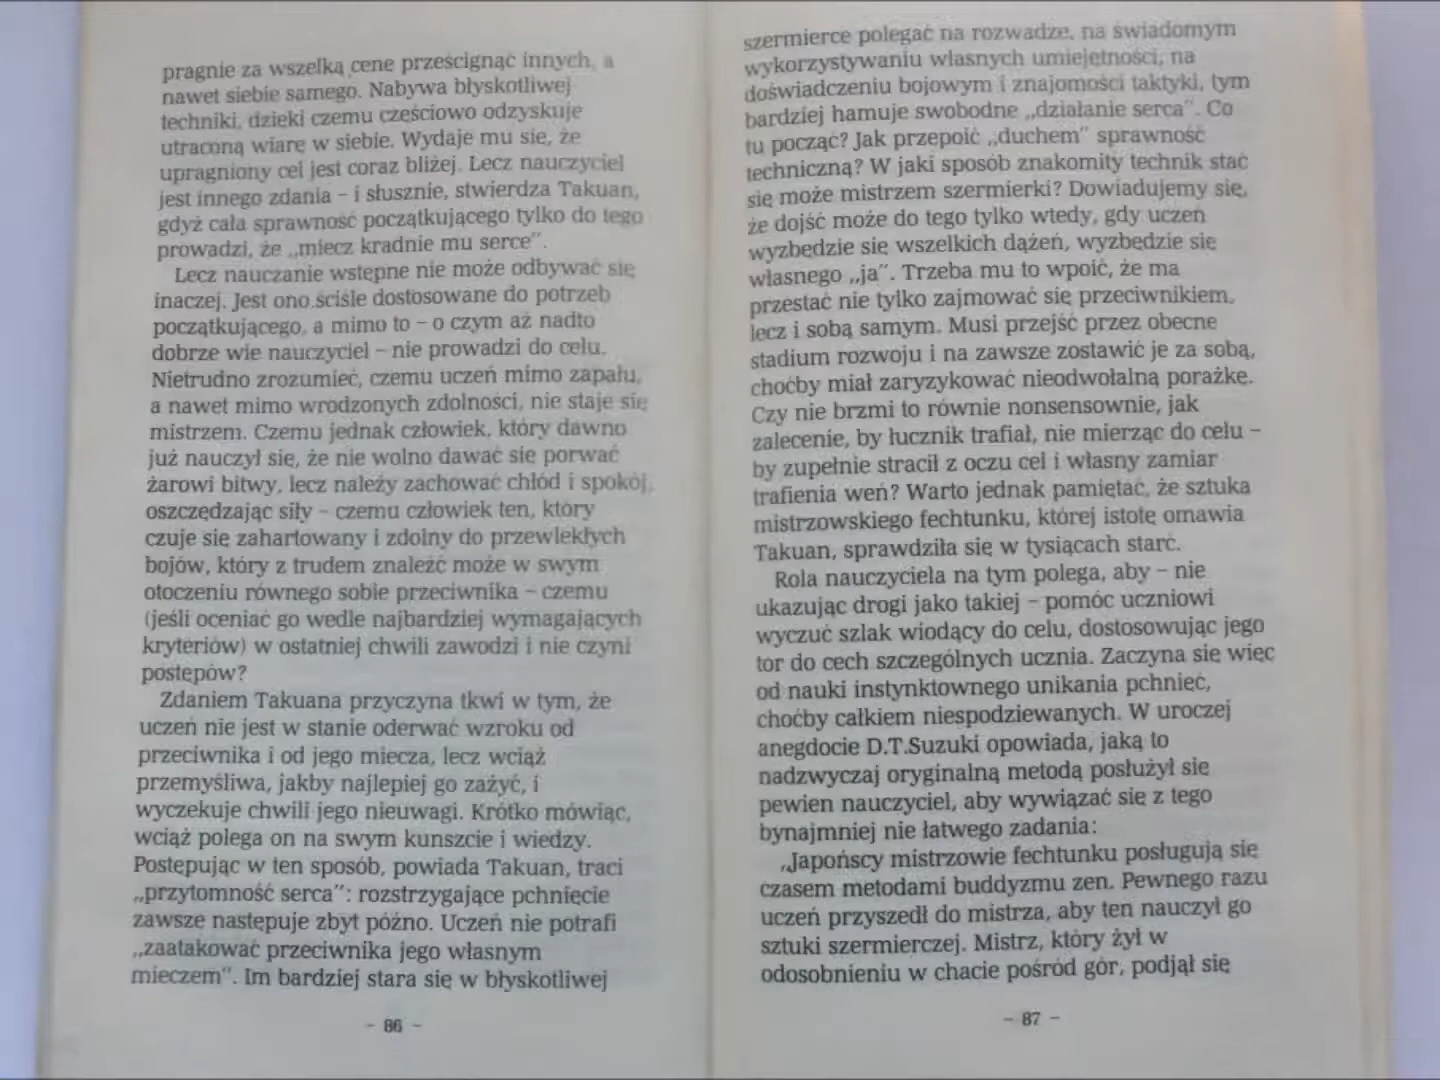 pragnie za wszelką cenę prześcignąć innych, a
nawet siebie samego. Nabywa błyskotliwej
techniki, dzięki czemu częściowo odzyskuje
utraconą wiarę w siebie. Wydaje mu się, że
upragniony cel jest coraz bliżej. Lecz nauczyciel
jest innego zdania – i słusznie, stwierdza Takuan,
gdyż cała sprawność początkującego tylko do tego
prowadzi, że „miecz kradnie mu serce”.
Lecz nauczanie wstępne nie może odbywać się
inaczej. Jest ono ściśle dostosowane do potrzeb
początkującego, a mimo to – o czym aż nadto
dobrze wie nauczyciel – nie prowadzi do celu.
Nietrudno zrozumieć, czemu uczeń mimo zapału,
a nawet mimo wrodzonych zdolności, nie staje się
mistrzem. Czemu jednak człowiek, który dawno
już nauczył się, że nie wolno dawać się porwać
żarowi bitwy, lecz należy zachować chłód i spokój,
oszczędzając siły – czemu człowiek ten, który
czuje się zahartowany i zdolny do przewlekłych
bojów, który z trudem znaleźć może w swym
otoczeniu równego sobie przeciwnika – czemu
(jeśli oceniać go wedle najbardziej wymagających
kryteriów) w ostatniej chwili zawodzi i nie czyni
postępów?
Zdaniem Takuana przyczyna tkwi w tym, że
uczeń nie jest w stanie oderwać wzroku od
przeciwnika i od jego miecza, lecz wciąż
przemyśliwa, jakby najlepiej go zażyć, i
wyczekuje chwili jego nieuwagi. Krótko mówiąc,
wciąż polega on na swym kunszcie i wiedzy.
Postępując w ten sposób, powiada Takuan, traci
„przytomność serca”: rozstrzygające pchnięcie
zawsze następuje zbyt późno. Uczeń nie potrafi
„zaatakować przeciwnika jego własnym
mieczem”. Im bardziej stara się w błyskotliwej
– 86 –
szermierce polegać na rozwadze, na świadomym
wykorzystywaniu własnych umiejętności, na
doświadczeniu bojowym i znajomości taktyki, tym
bardziej hamuje swobodne „działanie serca”. Co
tu począć? Jak przepoić „duchem” sprawność
techniczną? W jaki sposób znakomity technik stać
się może mistrzem szermierki? Dowiadujemy się,
że dojść może do tego tylko wtedy, gdy uczeń
wyzbędzie się wszelkich dążeń, wyzbędzie się
własnego „ja”. Trzeba mu to wpoić, że ma
przestać nie tylko zajmować się przeciwnikiem,
lecz i sobą samym. Musi przejść przez obecne
stadium rozwoju i na zawsze zostawić je za sobą,
choćby miał zaryzykować nieodwołalną porażkę.
Czy nie brzmi to równie nonsensownie, jak
zalecenie, by łucznik trafiał, nie mierząc do celu –
by zupełnie stracił z oczu cel i własny zamiar
trafienia weń? Warto jednak pamiętać, że sztuka
mistrzowskiego fechtunku, której istotę omawia
Takuan, sprawdziła się w tysiącach starć.
Rola nauczyciela na tym polega, aby – nie
ukazując drogi jako takiej – pomóc uczniowi
wyczuć szlak wiodący do celu, dostosowując jego
tor do cech szczególnych ucznia. Zaczyna się więc
od nauki instynktownego unikania pchnięć,
choćby całkiem niespodziewanych. W uroczej
anegdocie D.T.Suzuki opowiada, jaką to
nadzwyczaj oryginalną metodą posłużył się
pewien nauczyciel, aby wywiązać się z tego
bynajmniej nie łatwego zadania:
„Japońscy mistrzowie fechtunku posługują się
czasem metodami buddyzmu zen. Pewnego razu
uczeń przyszedł do mistrza, aby ten nauczył go
sztuki szermierczej. Mistrz, który żył w
odosobnieniu w chacie pośród gór, podjął się
– 87 –